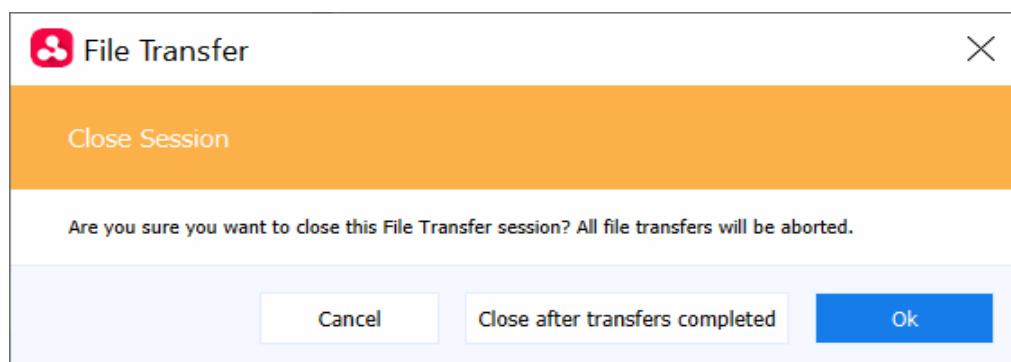 File Transfer
Close Session
Are you sure you want to close this File Transfer session? All file transfers will be aborted.
Cancel
Close after transfers completed
Ok